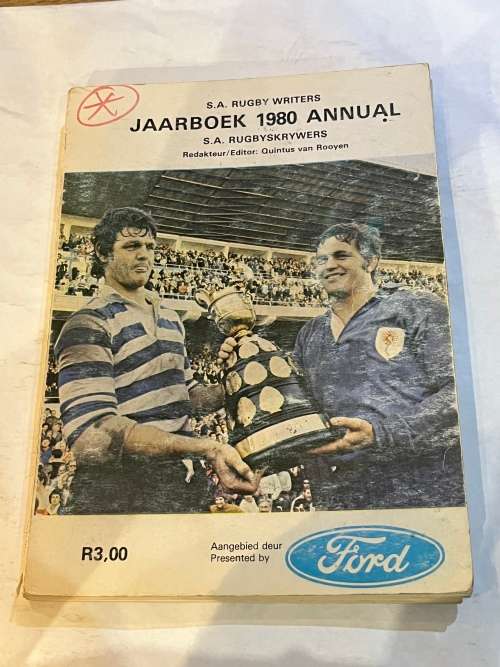 S.A. RUGBY WRITERS
JAARBOEK 1980 ANNUAL
S.A. RUGBYSKRYWERS
Redakteur/Editor: Quintus van Rooyen
R3,00
Aangebied deur
Presented by
Ford